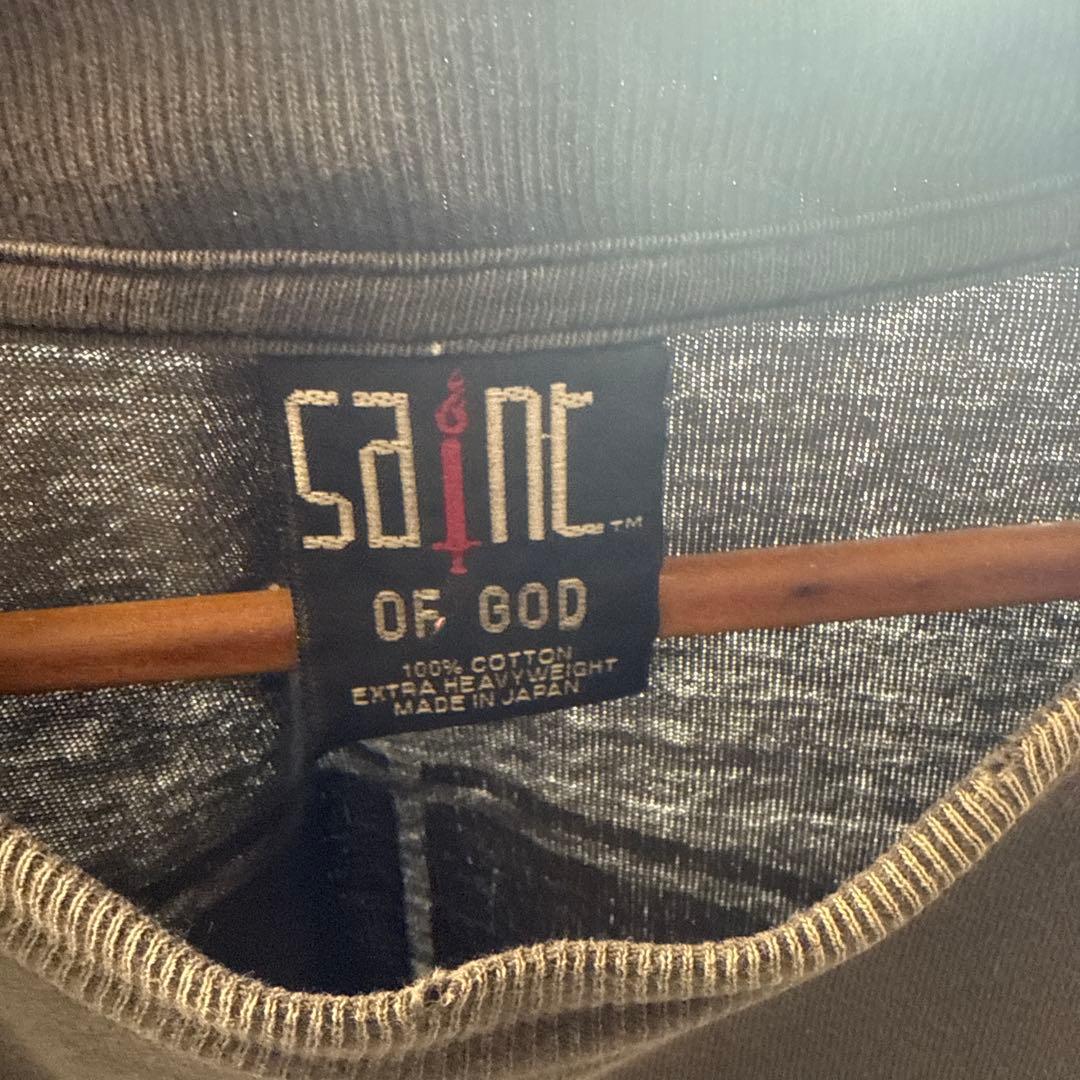 saint™
OF GOD
100% COTTON
EXTRA HEAVYWEIGHT
MADE IN JAPAN